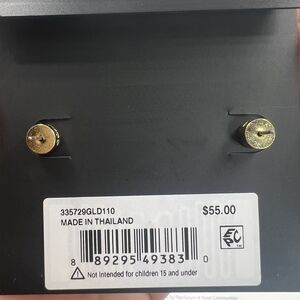 335729GLD110
MADE IN THAILAND
$55.00
8 89295 49383 0
Not intended for children 15 and under